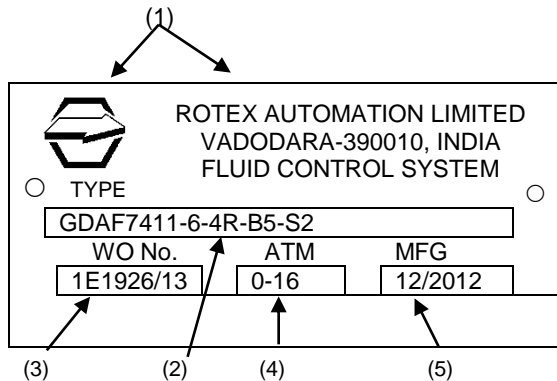 (1)
ROTEX AUTOMATION LIMITED
VADODARA-390010, INDIA
FLUID CONTROL SYSTEM
TYPE
GDAF7411-6-4R-B5-S2
WO No. ATM MFG
1E1926/13 0-16 12/2012
(3) (2) (4) (5)